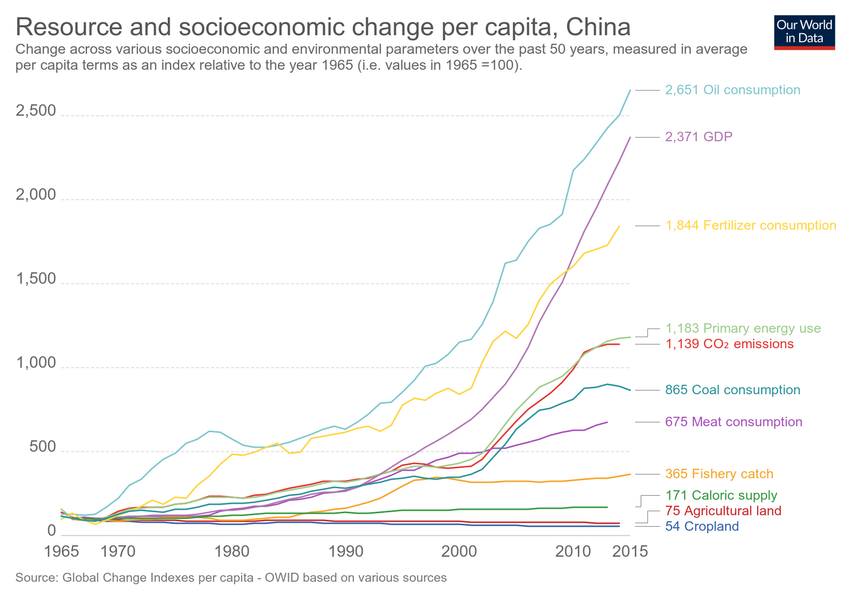 Resource and socioeconomic change per capita, China
Our World
in Data
Change across various socioeconomic and environmental parameters over the past 50 years, measured in average
per capita terms as an index relative to the year 1965 (i.e. values in 1965 =100).
2,651 Oil consumption
2,500
2,371 GDP
2,000
1,844 Fertilizer consumption
1,500
1,183 Primary energy use
1,139 CO₂ emissions
1,000
865 Coal consumption
675 Meat consumption
500
365 Fishery catch
171 Caloric supply
75 Agricultural land
54 Cropland
0
1965 1970 1980 1990 2000 2010 2015
Source: Global Change Indexes per capita - OWID based on various sources